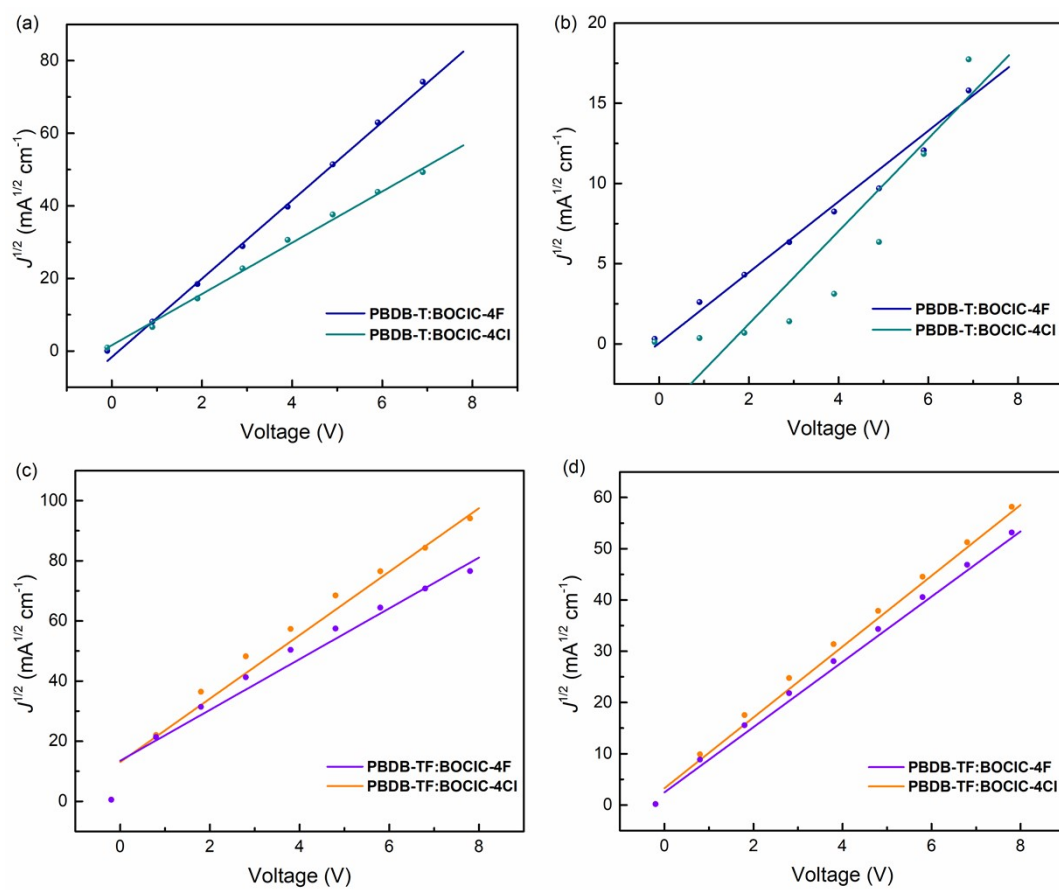 (a)
80
60
40
20
0
J1/2 (mA1/2 cm-1)
PBDB-T:BOCIC-4F
PBDB-T:BOCIC-4Cl
0 2 4 6 8
Voltage (V)
(b)
20
15
10
5
0
J1/2 (mA1/2 cm-1)
PBDB-T:BOCIC-4F
PBDB-T:BOCIC-4Cl
0 2 4 6 8
Voltage (V)
(c)
100
80
60
40
20
0
J1/2 (mA1/2 cm-1)
PBDB-TF:BOCIC-4F
PBDB-TF:BOCIC-4Cl
0 2 4 6 8
Voltage (V)
(d)
60
50
40
30
20
10
0
J1/2 (mA1/2 cm-1)
PBDB-TF:BOCIC-4F
PBDB-TF:BOCIC-4Cl
0 2 4 6 8
Voltage (V)